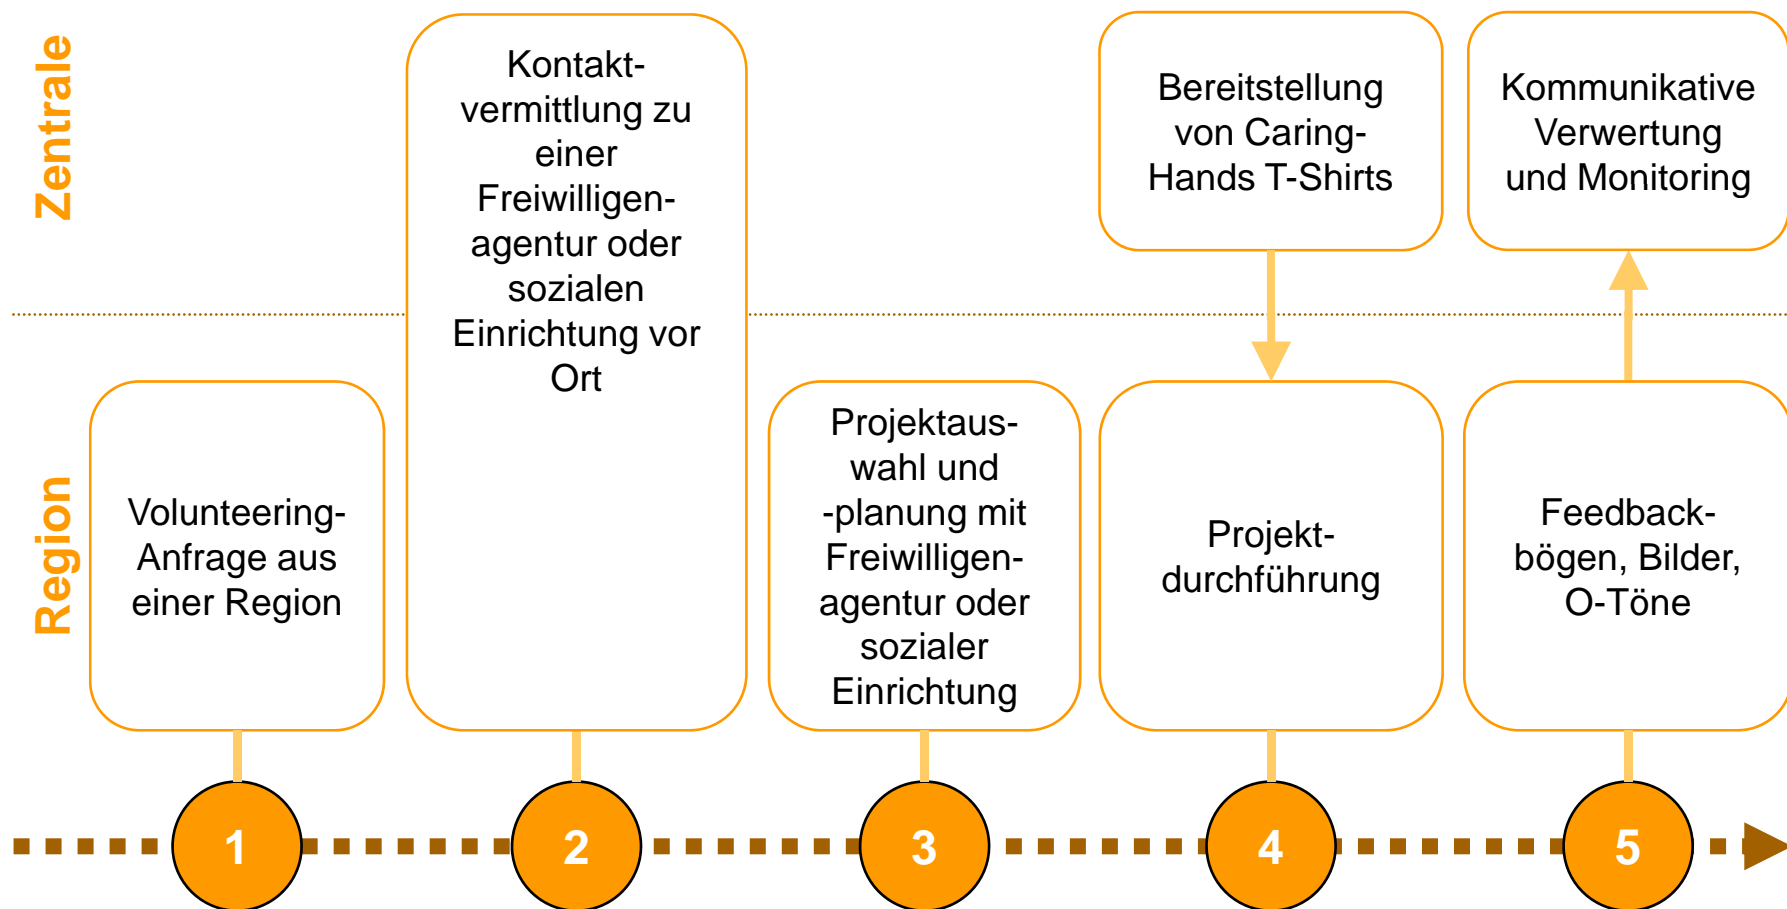 Zentrale
Kontakt-
vermittlung zu
einer
Freiwilligen-
agentur oder
sozialen
Einrichtung vor
Ort
Bereitstellung
von Caring-
Hands T-Shirts
Kommunikative
Verwertung
und Monitoring
Region
Volunteering-
Anfrage aus
einer Region
Projektaus-
wahl und
-planung mit
Freiwilligen-
agentur oder
sozialer
Einrichtung
Projekt-
durchführung
Feedback-
bögen, Bilder,
O-Töne
1
2
3
4
5